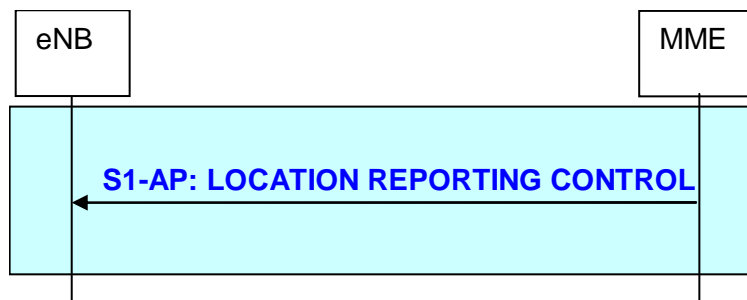 eNB
MME
S1-AP: LOCATION REPORTING CONTROL